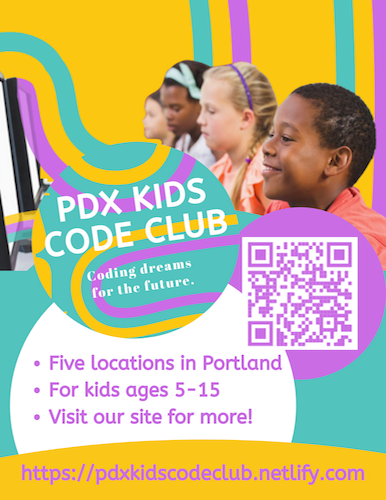 PDX KIDS
CODE CLUB
Coding dreams
for the future.
• Five locations in Portland
• For kids ages 5-15
• Visit our site for more!
https://pdxkidscodeclub.netlify.com